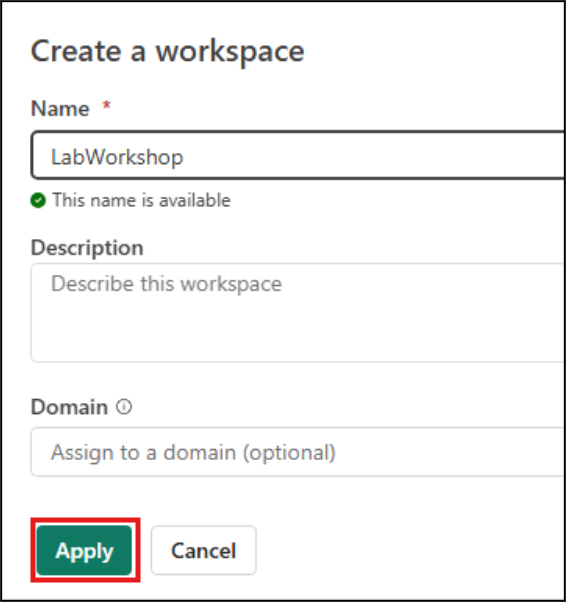 Create a workspace
Name *
LabWorkshop
This name is available
Description
Describe this workspace
Domain
Assign to a domain (optional)
Apply Cancel